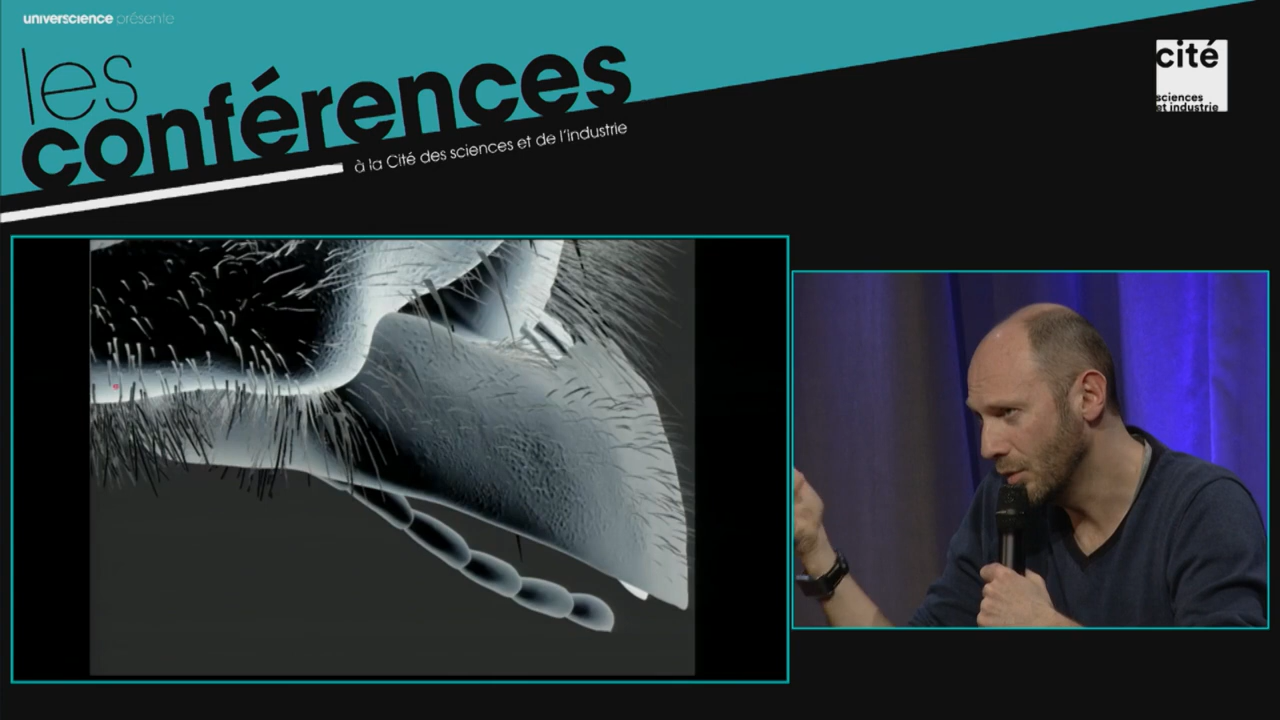 universcience présente
les
conférences
à la Cité des sciences et de l'industrie
cité
sciences
et industrie